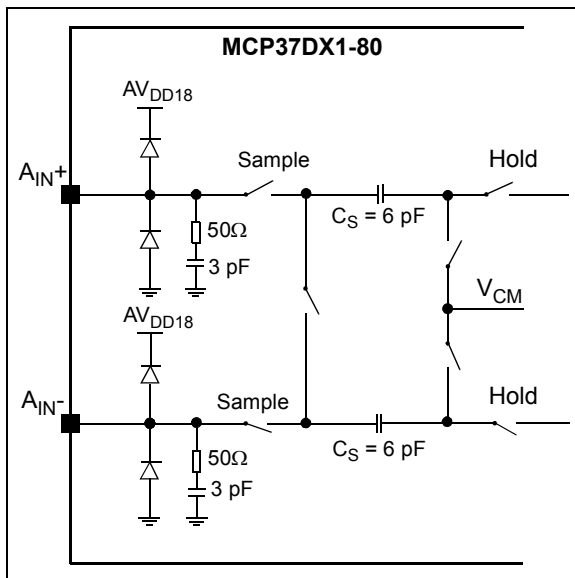 MCP37DX1-80
AVDD18
AIN+
Sample
Hold
CS = 6 pF
50Ω
3 pF
VCM
AVDD18
AIN-
Sample
Hold
CS = 6 pF
50Ω
3 pF